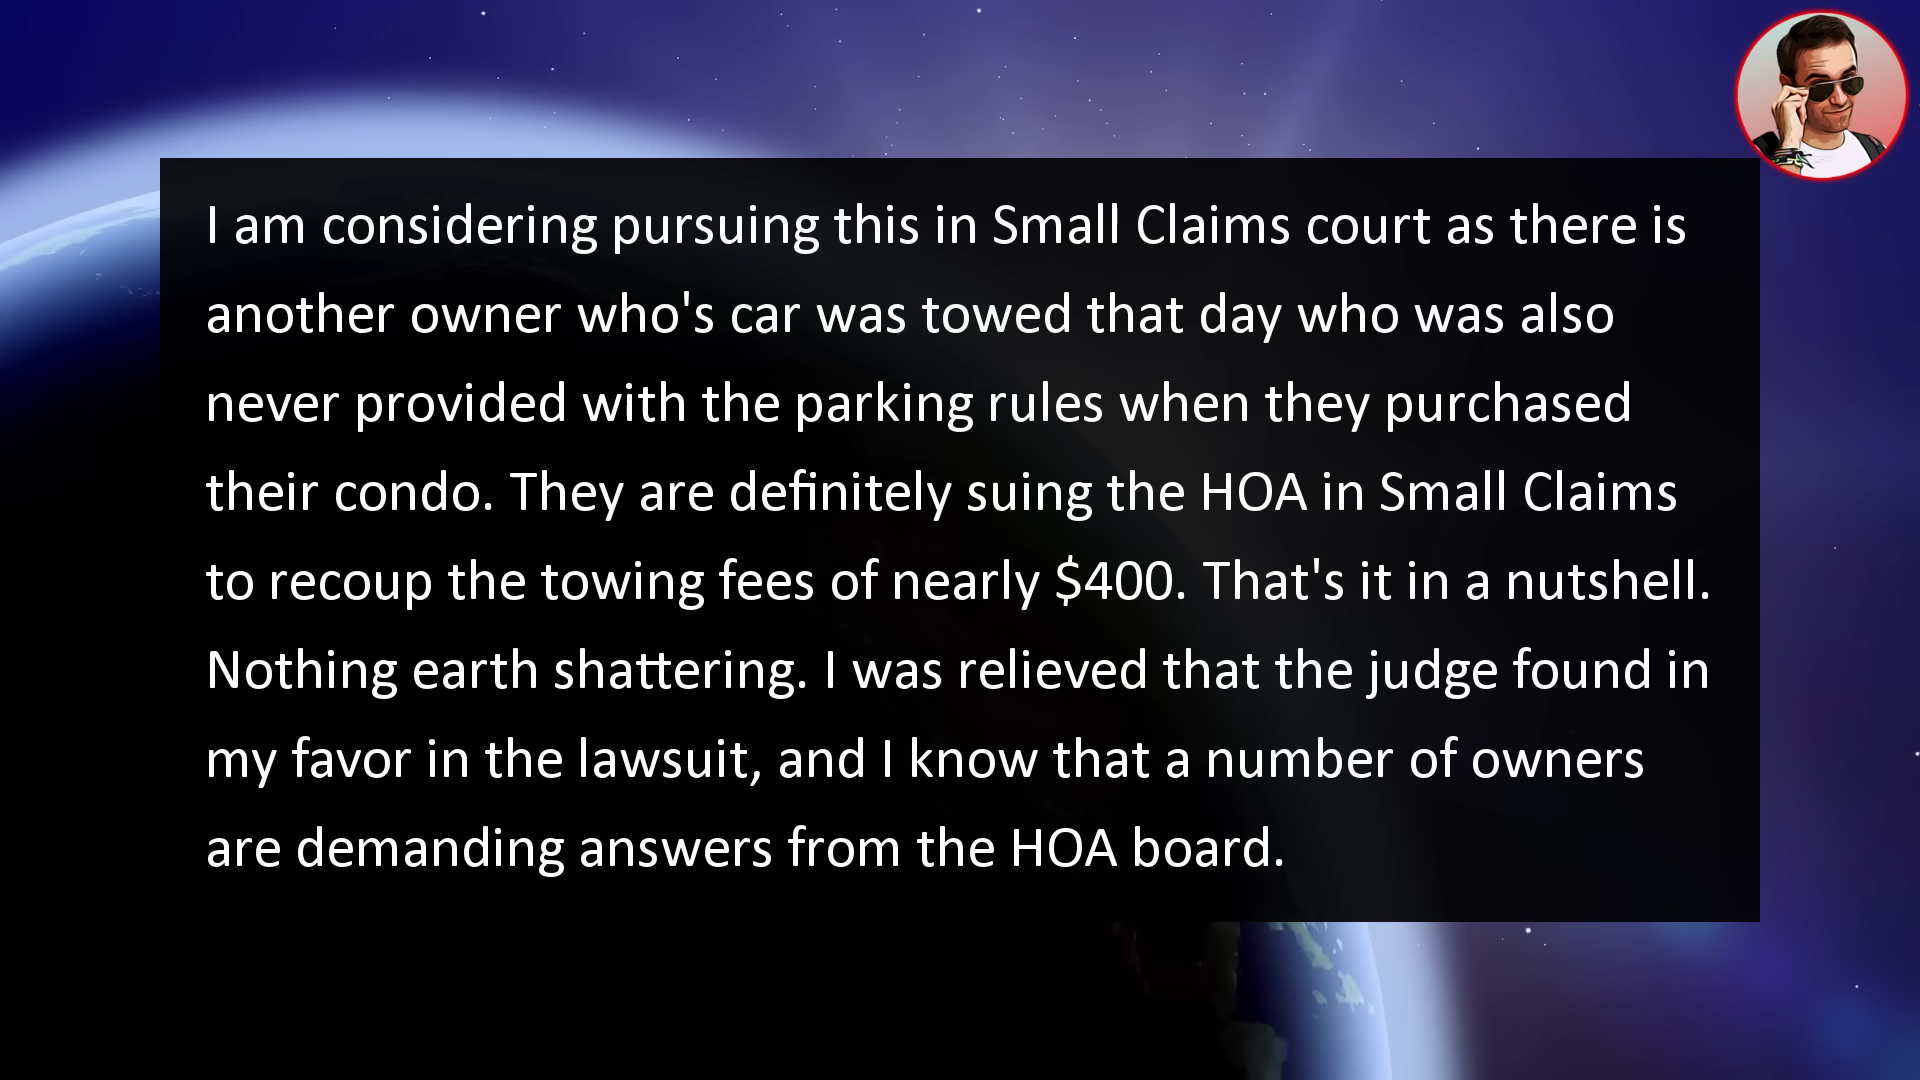 I am considering pursuing this in Small Claims court as there is
another owner who's car was towed that day who was also
never provided with the parking rules when they purchased
their condo. They are definitely suing the HOA in Small Claims
to recoup the towing fees of nearly $400. That's it in a nutshell.
Nothing earth shattering. I was relieved that the judge found in
my favor in the lawsuit, and I know that a number of owners
are demanding answers from the HOA board.